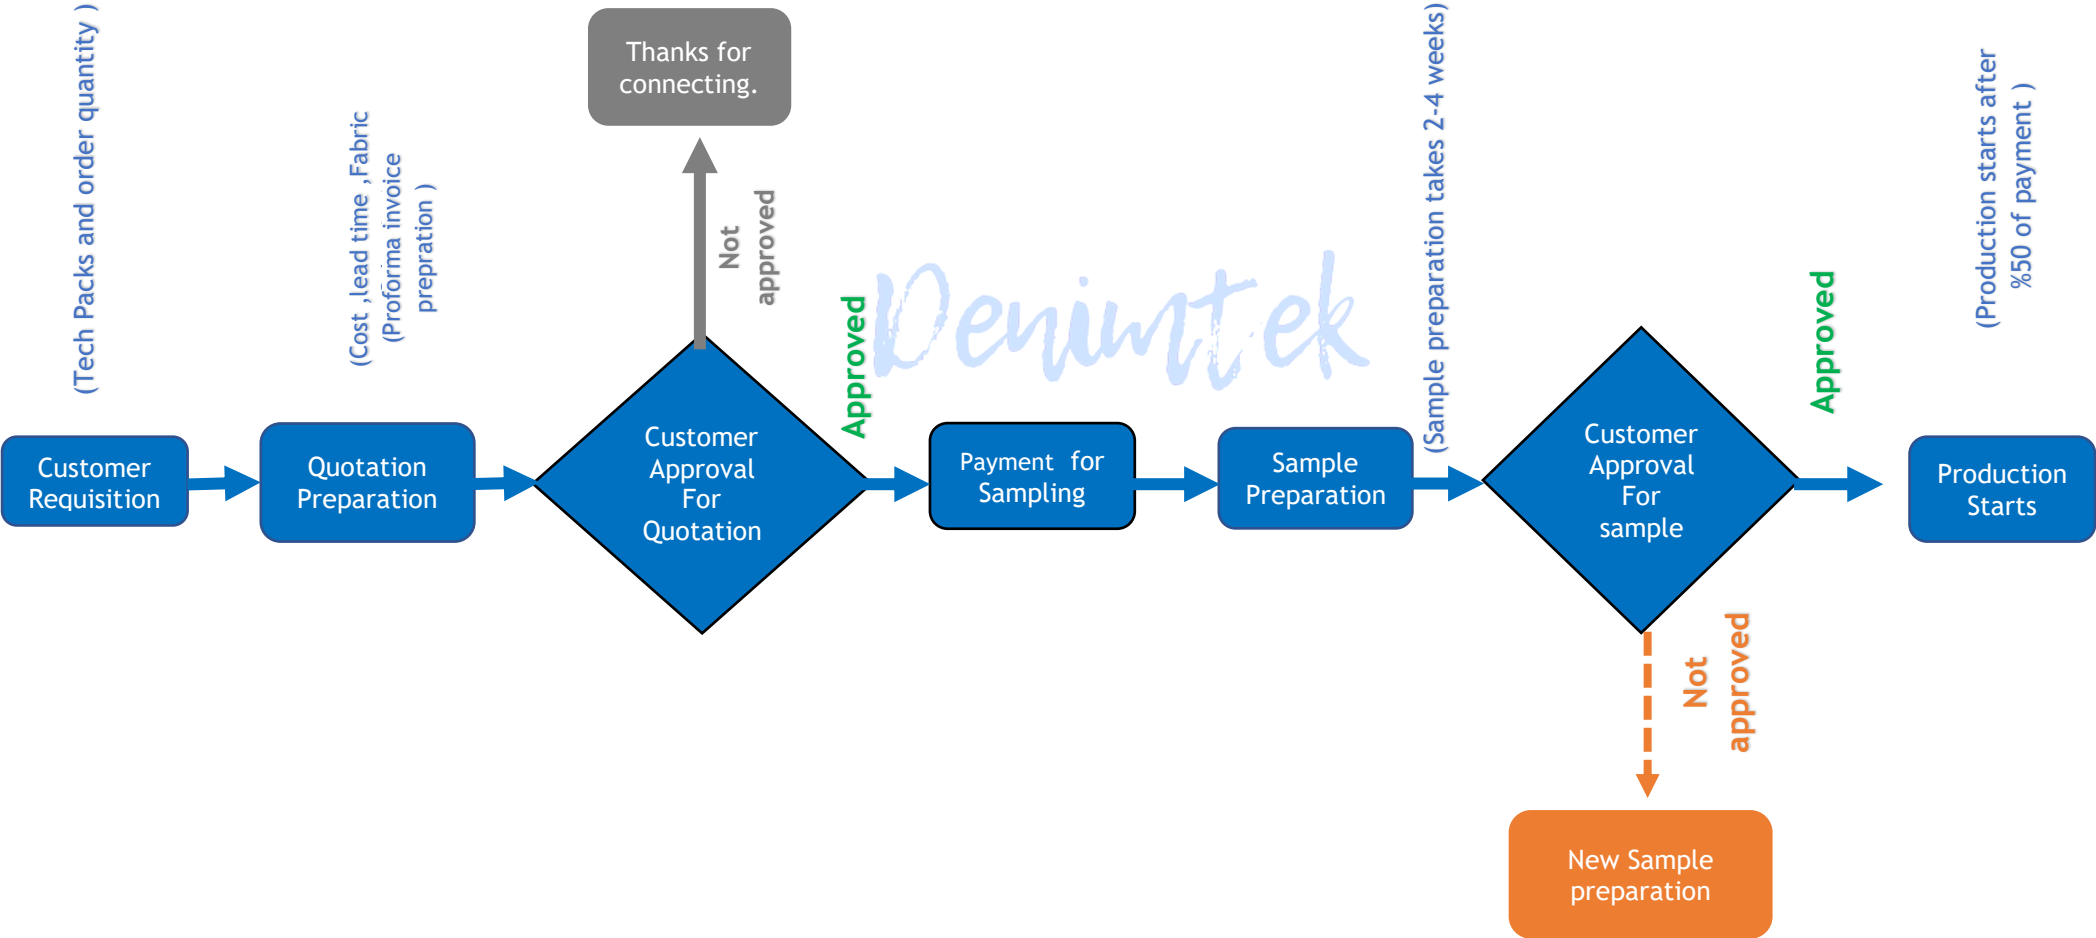 (Tech Packs and order quantity )
Customer
Requisition
(Cost ,lead time ,Fabric
(Proforma invoice
prepration )
Quotation
Preparation
Thanks for
connecting.
Not
approved
Customer
Approval
For
Quotation
Approved
Denimtek
Payment for
Sampling
Sample
Preparation
(Sample preparation takes 2-4 weeks)
Customer
Approval
For
sample
Approved
Not
approved
New Sample
preparation
(Production starts after
%50 of payment )
Production
Starts